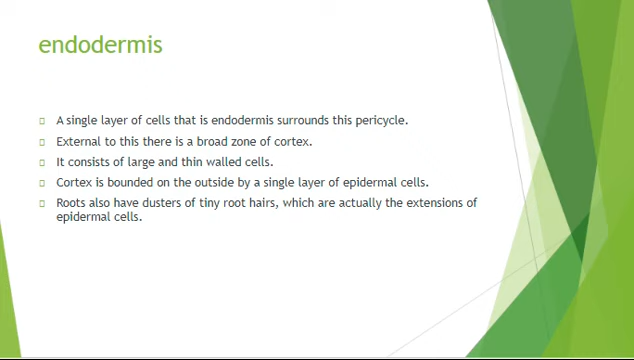 endodermis
A single layer of cells that is endodermis surrounds this pericycle.
External to this there is a broad zone of cortex.
It consists of large and thin walled cells.
Cortex is bounded on the outside by a single layer of epidermal cells.
Roots also have dusters of tiny root hairs, which are actually the extensions of
epidermal cells.